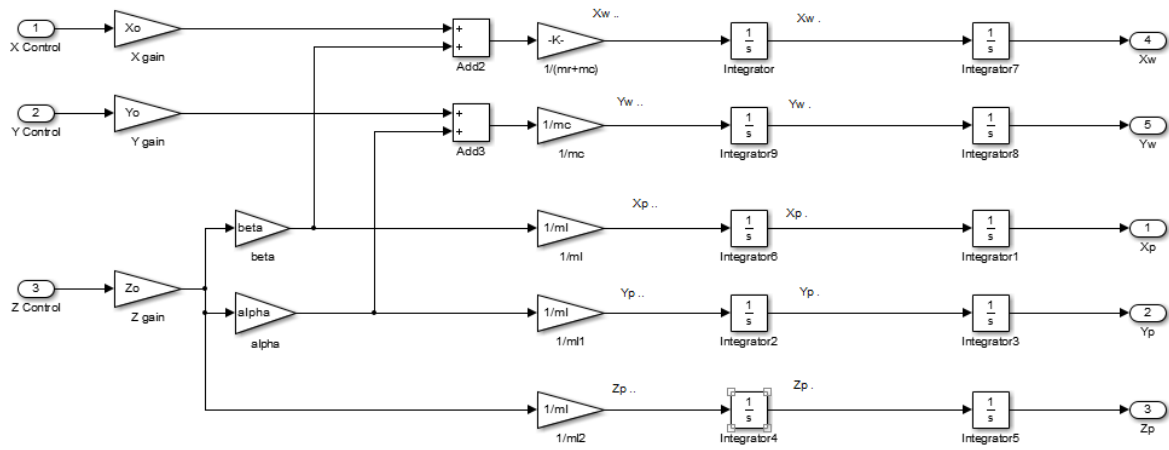 1
X Control
Xo
X gain
+
+
Add2
-K-
1/(mr+mc)
Xw ..
1
s
Integrator
Xw .
1
s
Integrator7
4
Xw
2
Y Control
Yo
Y gain
+
+
Add3
1/mc
1/mc
Yw ..
1
s
Integrator9
Yw .
1
s
Integrator8
5
Yw
beta
beta
1/ml
1/ml
Xp ..
1
s
Integrator6
Xp .
1
s
Integrator1
1
Xp
3
Z Control
Zo
Z gain
alpha
alpha
1/ml
1/ml1
Yp ..
1
s
Integrator2
Yp .
1
s
Integrator3
2
Yp
1/ml
1/ml2
Zp ..
1
s
Integrator4
Zp .
1
s
Integrator5
3
Zp